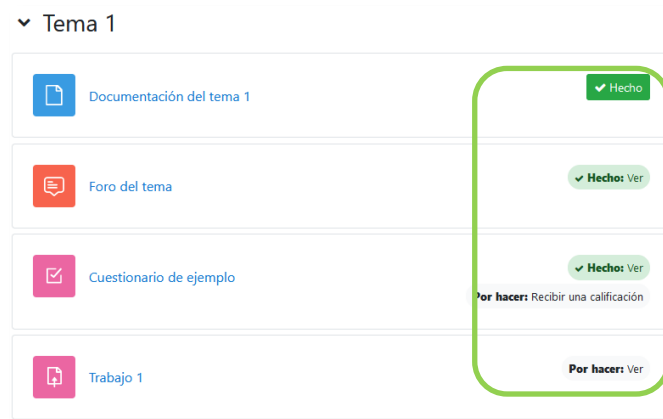 Tema 1
Documentación del tema 1
Hecho
Foro del tema
Hecho: Ver
Cuestionario de ejemplo
Hecho: Ver
Por hacer: Recibir una calificación
Trabajo 1
Por hacer: Ver